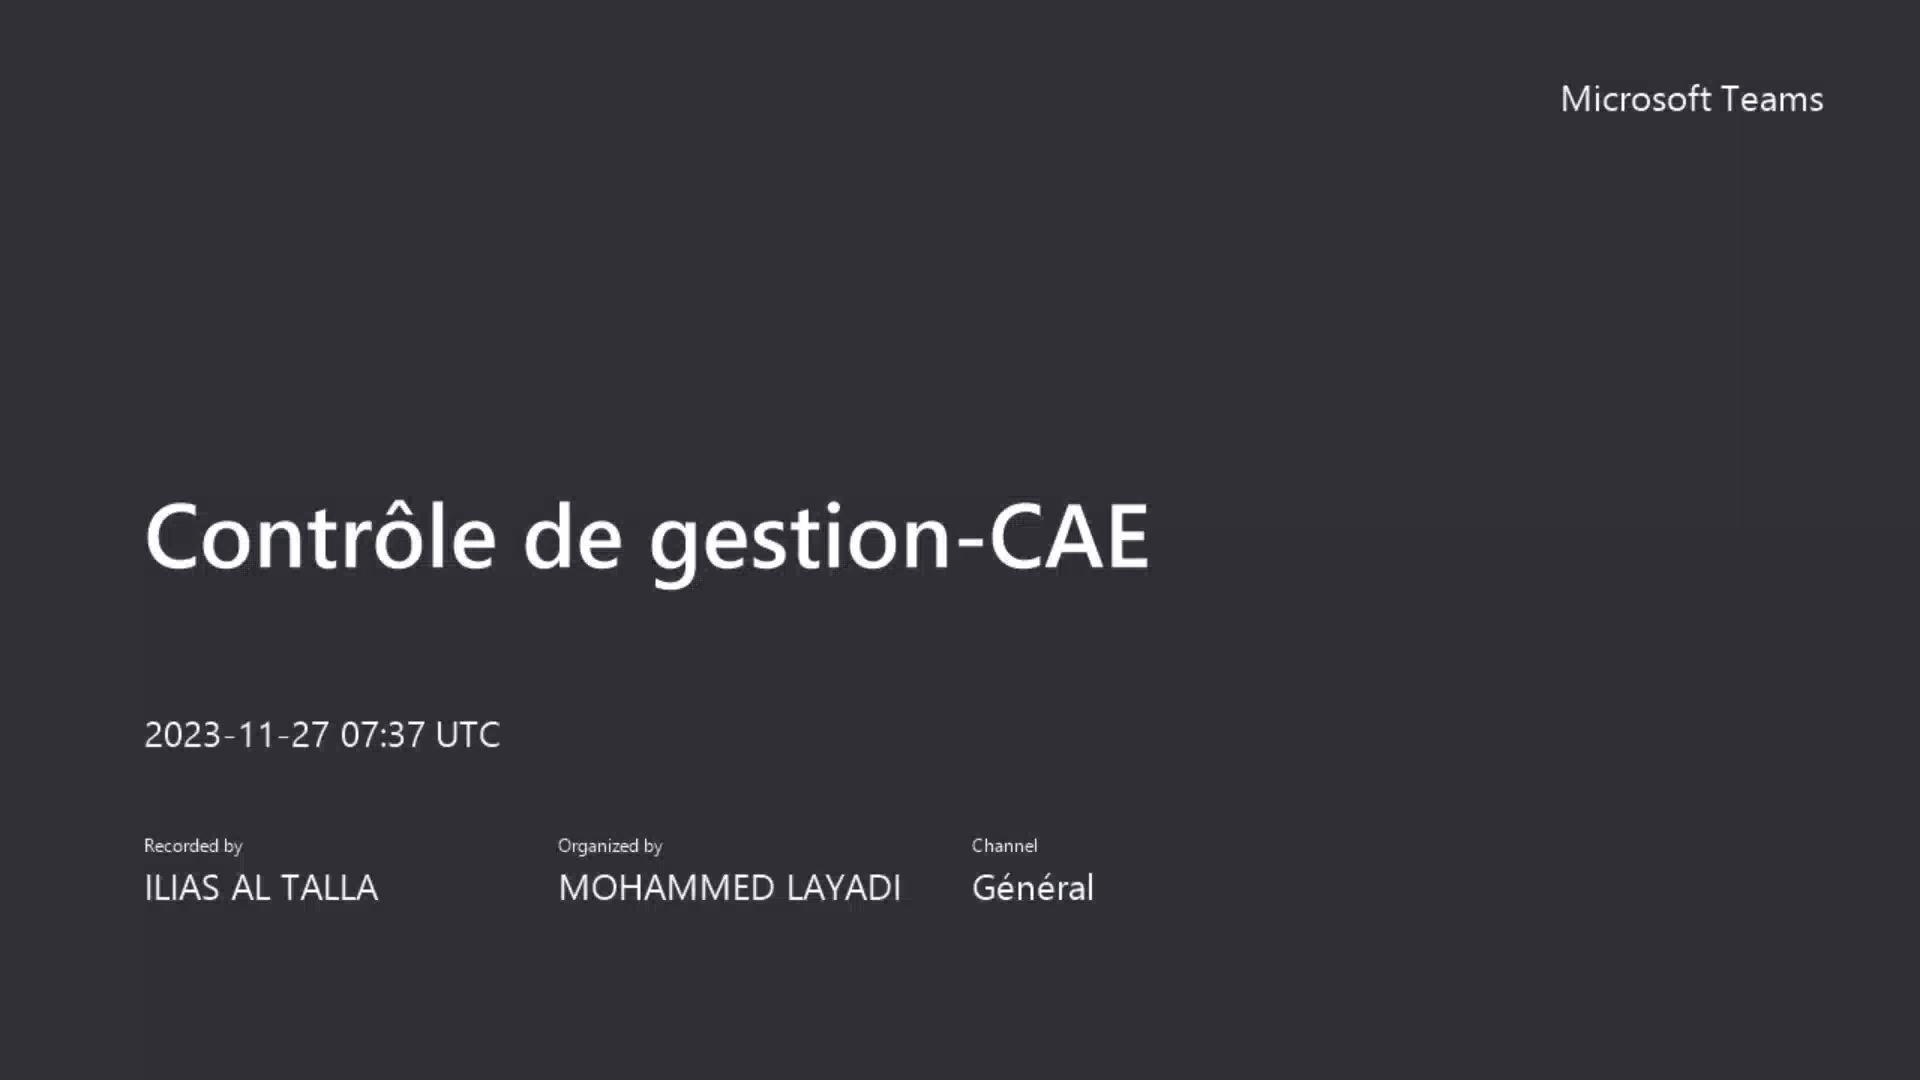 Microsoft Teams
Contrôle de gestion-CAE
2023-11-27 07:37 UTC
Recorded by
ILIAS AL TALLA
Organized by
MOHAMMED LAYADI
Channel
Général